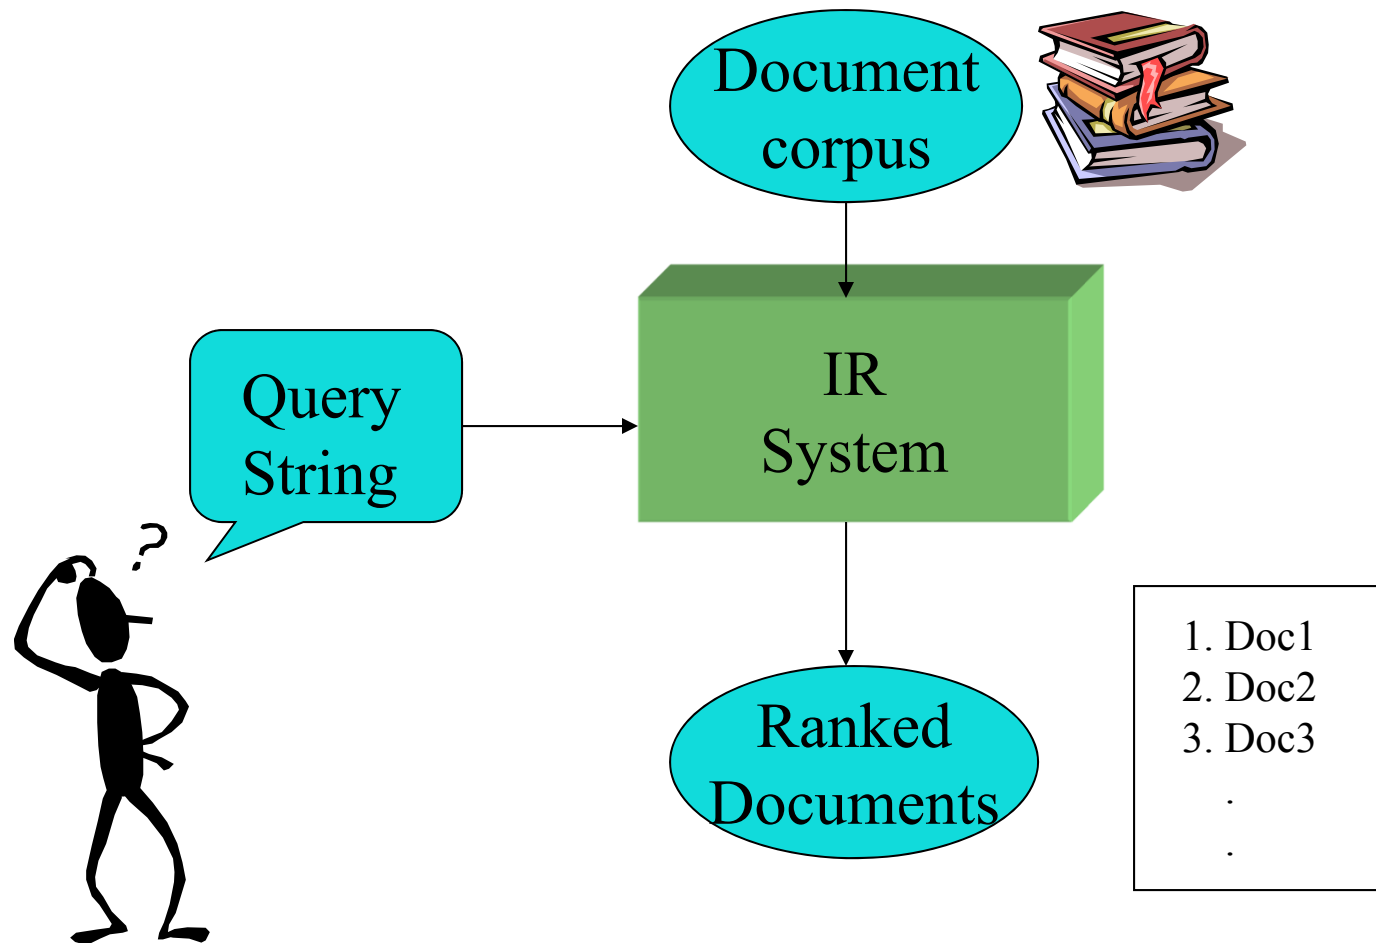 Document
corpus
Query
String
?
IR
System
Ranked
Documents
1. Doc1
2. Doc2
3. Doc3
.
.